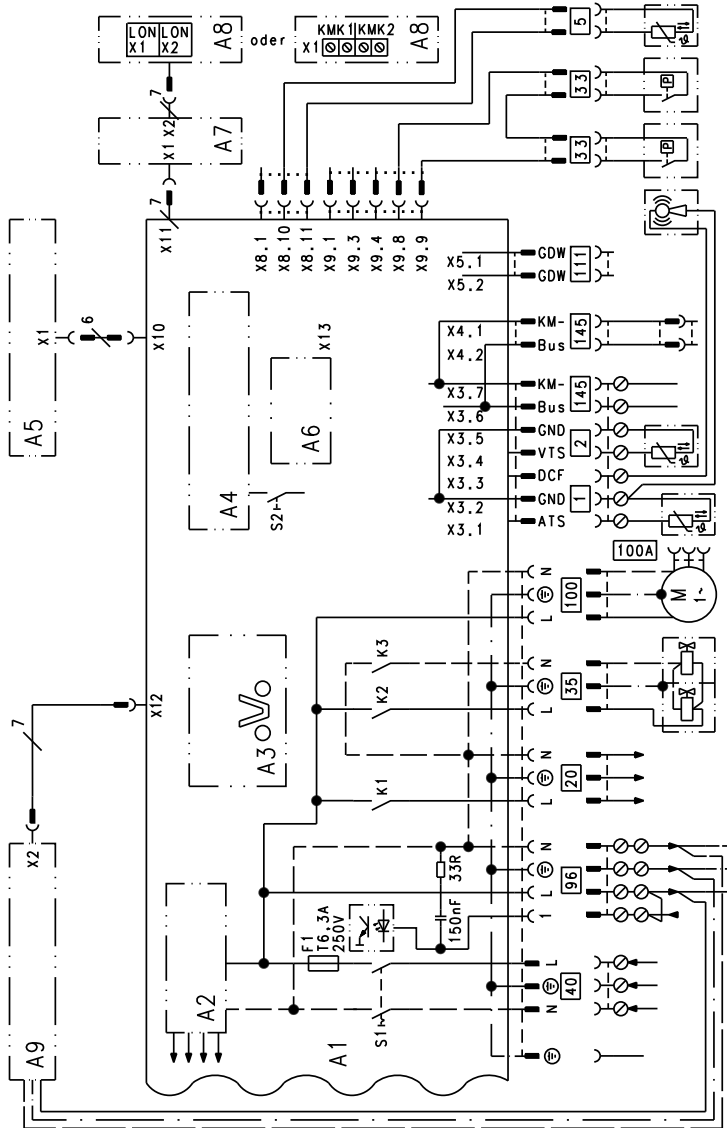 LON LON
X1 X2
A8
oder
KMK1 KMK2
X1
A8
5
7
X1 X2
A7
33
33
7
X11
X8.1
X8.10
X8.11
X9.1
X9.3
X9.4
X9.8
X9.9
P
P
ϑ
A5
X1
6
X10
X13
A6
A4
S2
X5.1
X5.2
GDW
GDW
111
X4.1
X4.2
KM-
Bus
145
X3.7
X3.6
X3.5
X3.4
X3.3
X3.2
X3.1
KM-
Bus
GND
VTS
DCF
GND
ATS
145
2
1
ϑ
ϑ
100A
N
L
100
M
1~
7
X12
A3
K3
K2
K1
N
L
35
N
L
20
X2
A9
A2
F1
T6,3A
250V
33R
150nF
N
L
1
96
S1
A1
L
N
40